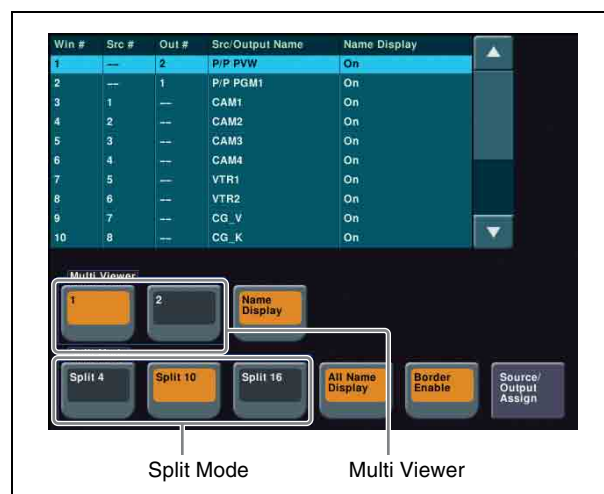 Win # Src # Out # Src/Output Name Name Display
1 --- 2 P/P PVW On
2 --- 1 P/P PGM1 On
3 1 --- CAM1 On
4 2 --- CAM2 On
5 3 --- CAM3 On
6 4 --- CAM4 On
7 5 --- VTR1 On
8 6 --- VTR2 On
9 7 --- CG_V On
10 8 --- CG_K On
Multi Viewer
1 2 Name Display
Split 4 Split 10 Split 16 All Name Display Border Enable Source/ Output Assign
Split Mode Multi Viewer